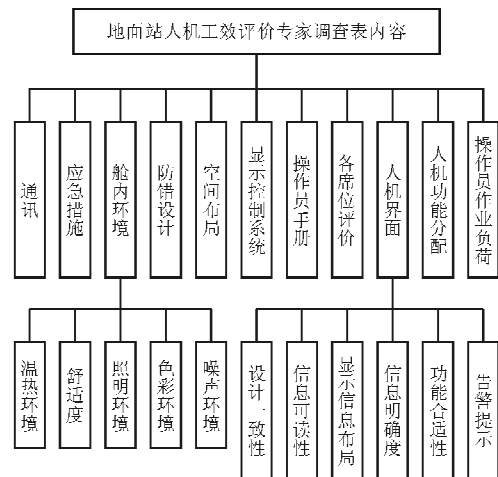 地面站人机工效评价专家调查表内容
通讯
应急措施
舱内环境
防错设计
空间布局
显示控制系统
操作员手册
各席位评价
人机界面
人机功能分配
操作员作业负荷
温热环境
舒适度
照明环境
色彩环境
噪声环境
设计一致性
信息可读性
显示信息布局
信息明确度
功能合适性
告警提示